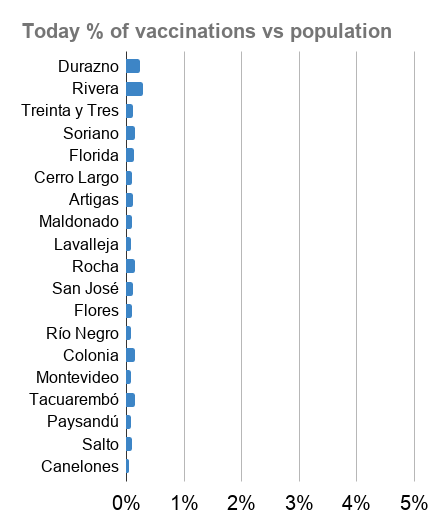 Today % of vaccinations vs population
Durazno
Rivera
Treinta y Tres
Soriano
Florida
Cerro Largo
Artigas
Maldonado
Lavalleja
Rocha
San José
Flores
Río Negro
Colonia
Montevideo
Tacuarembó
Paysandú
Salto
Canelones
0% 1% 2% 3% 4% 5%